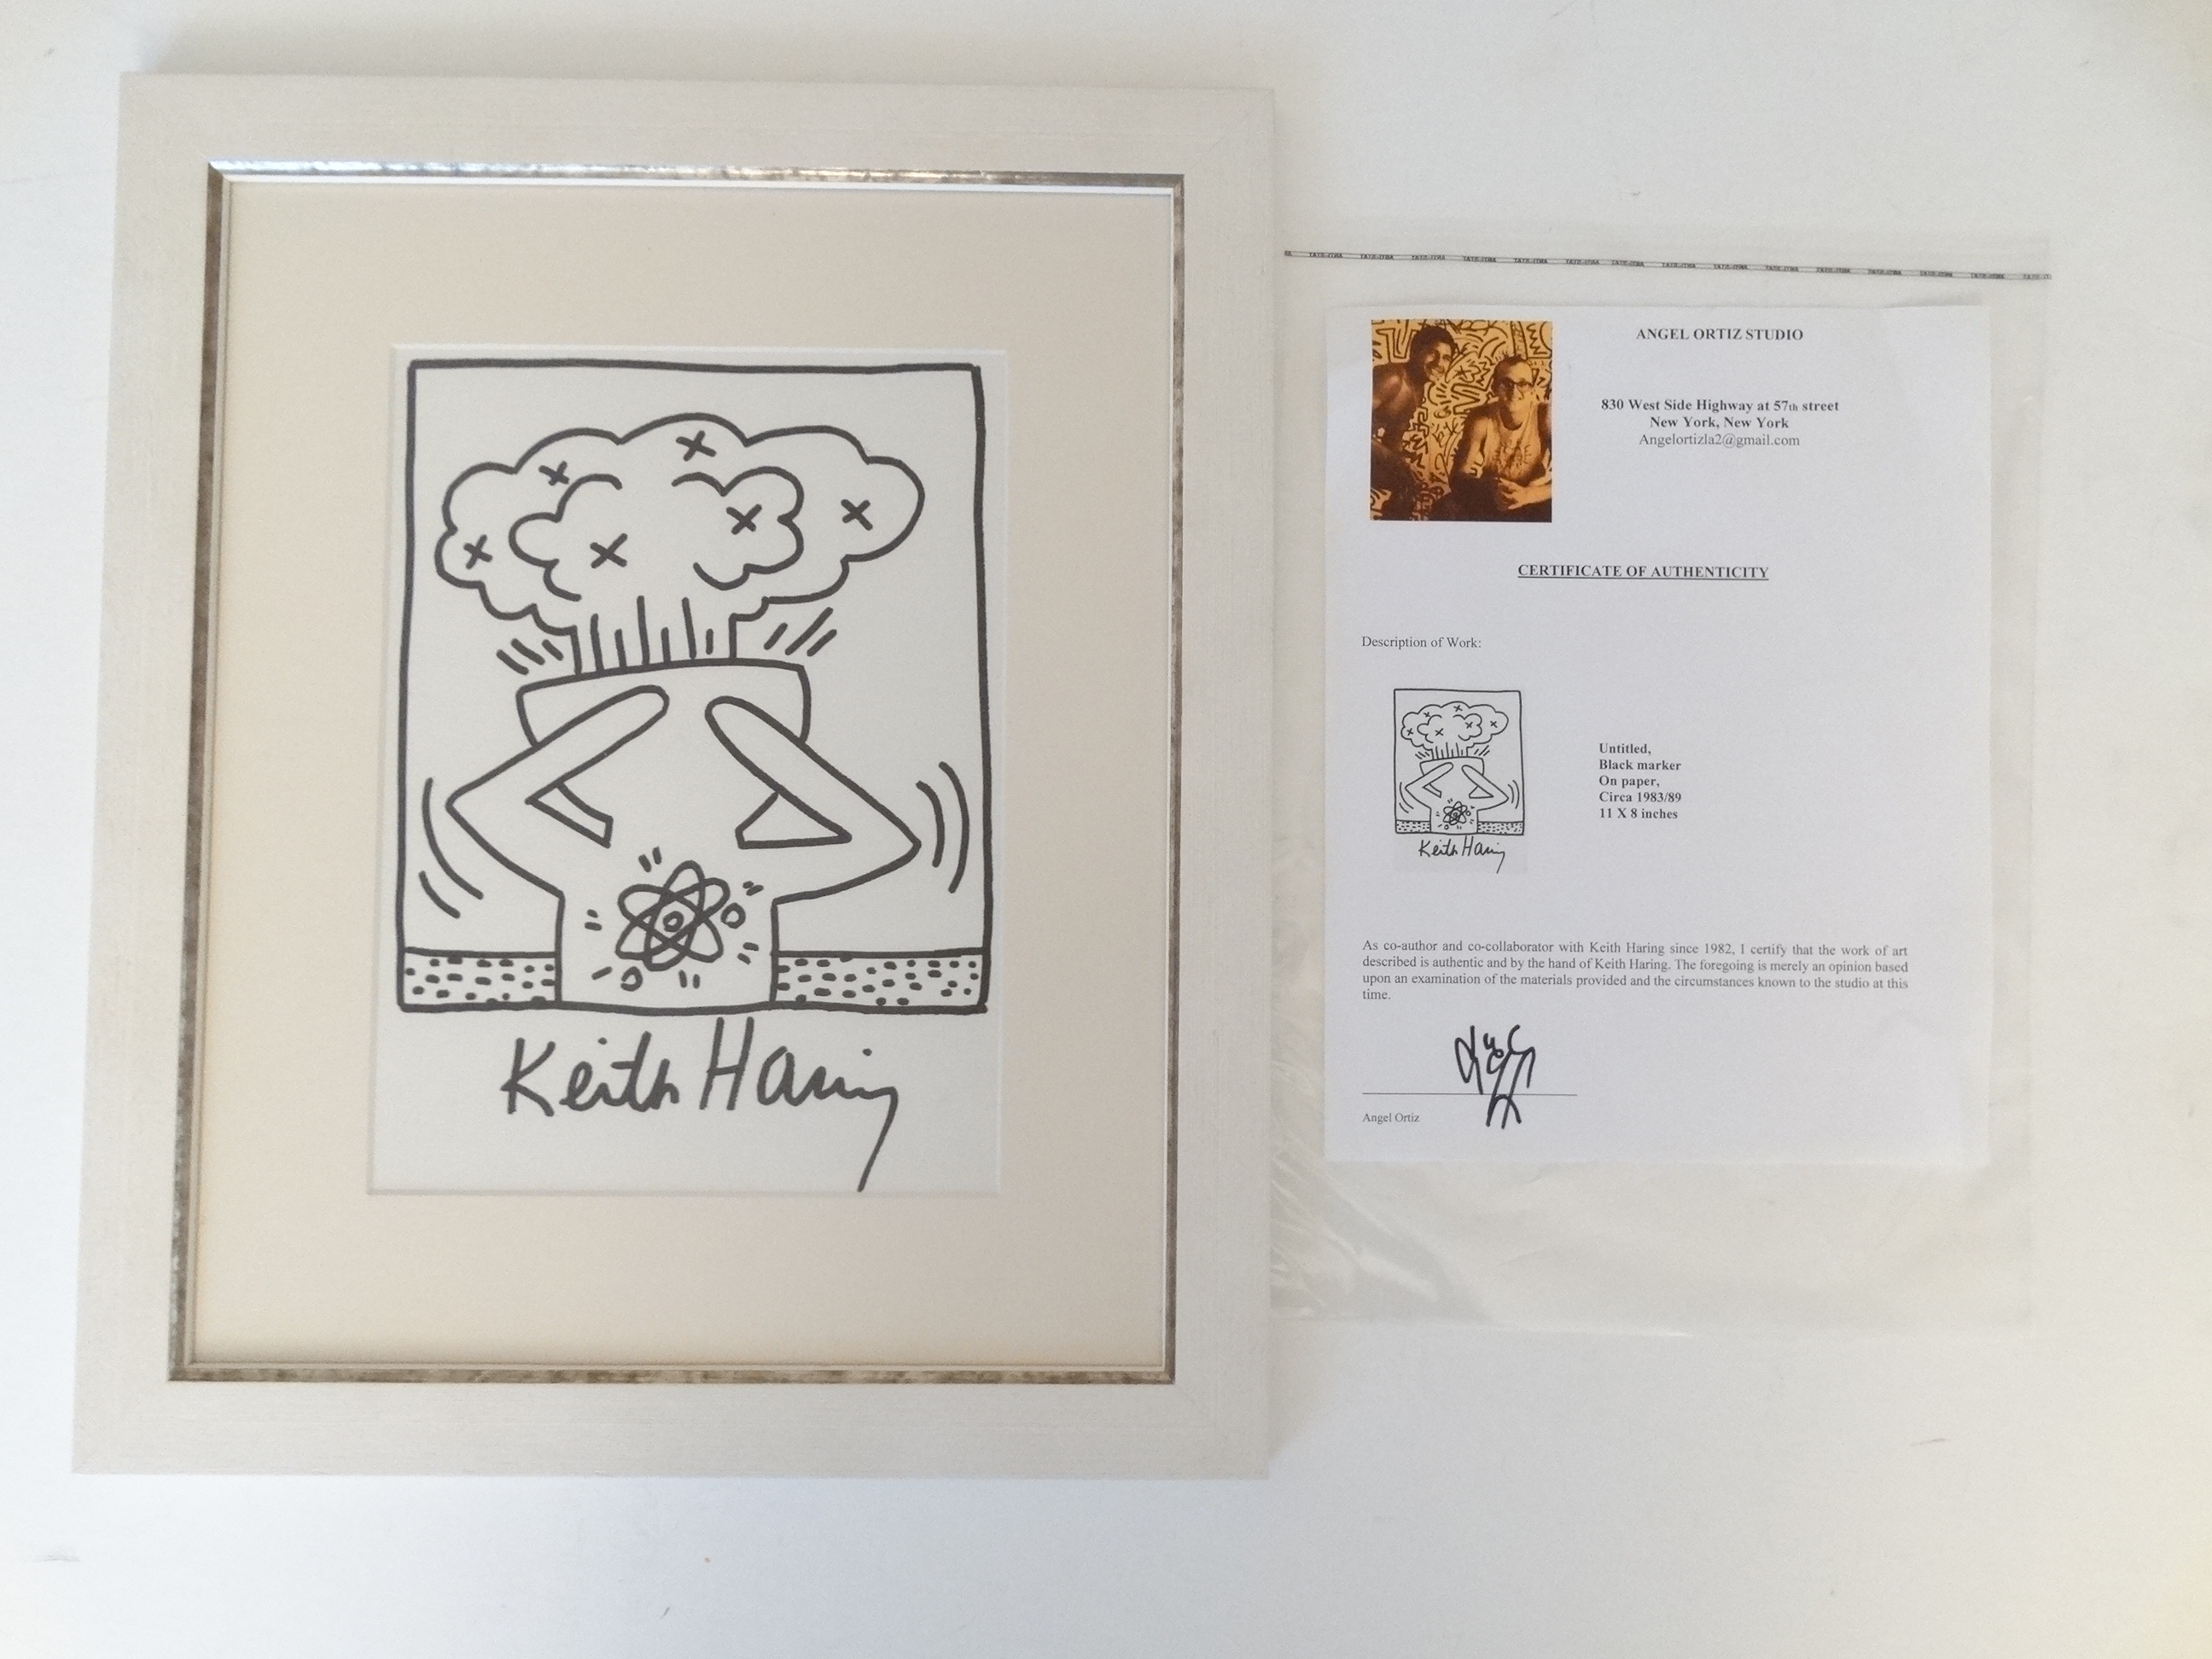 Keith Haring
ANGEL ORTIZ STUDIO
830 West Side Highway at 57th street
New York, New York
Angelortizla2@gmail.com
CERTIFICATE OF AUTHENTICITY
Description of Work:
Untitled,
Black marker
On paper,
Circa 1983/89
11 X 8 inches
Keith Haring
As co-author and co-collaborator with Keith Haring since 1982, I certify that the work of art
described is authentic and by the hand of Keith Haring. The foregoing is merely an opinion based
upon an examination of the materials provided and the circumstances known to the studio at this
time.
Angel Ortiz